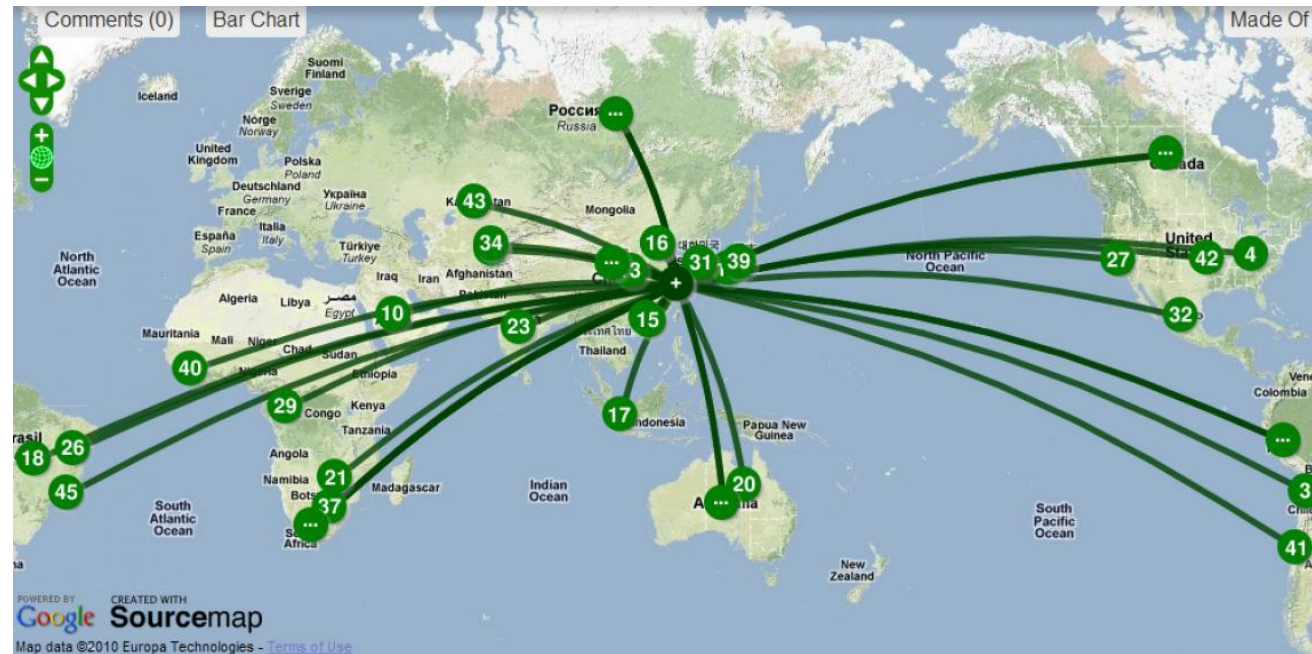 Comments (0) Bar Chart Made Of
Suomi
Finland
Iceland
Sverige
Sweden
Norge
Norway
Россия
Russia
United
Kingdom
Polska
Poland
Deutschland
Germany
Україна
Ukraine
France
43
Mongolia
España
Spain
Italia
Italy
Türkiye
Turkey
34
16
31
39
3
North
Atlantic
Ocean
Iraq
Iran
Afghanistan
North Pacific
Ocean
27
United
42
4
Algeria
Libya
مصر
Egypt
10
23
15
32
Mauritania
Mali
Niger
Chad
Sudan
Thailand
40
Nigeria
Ethiopia
29
Congo
Kenya
Tanzania
17
Papua New
Guinea
Colombia
18
26
45
Angola
Namibia
21
Madagascar
37
Africa
South
Atlantic
Ocean
Indian
Ocean
20
South
Pacific
Ocean
41
New
Zealand
POWERED BY
Google
CREATED WITH
Sourcemap
Map data ©2010 Europa Technologies - Terms of Use